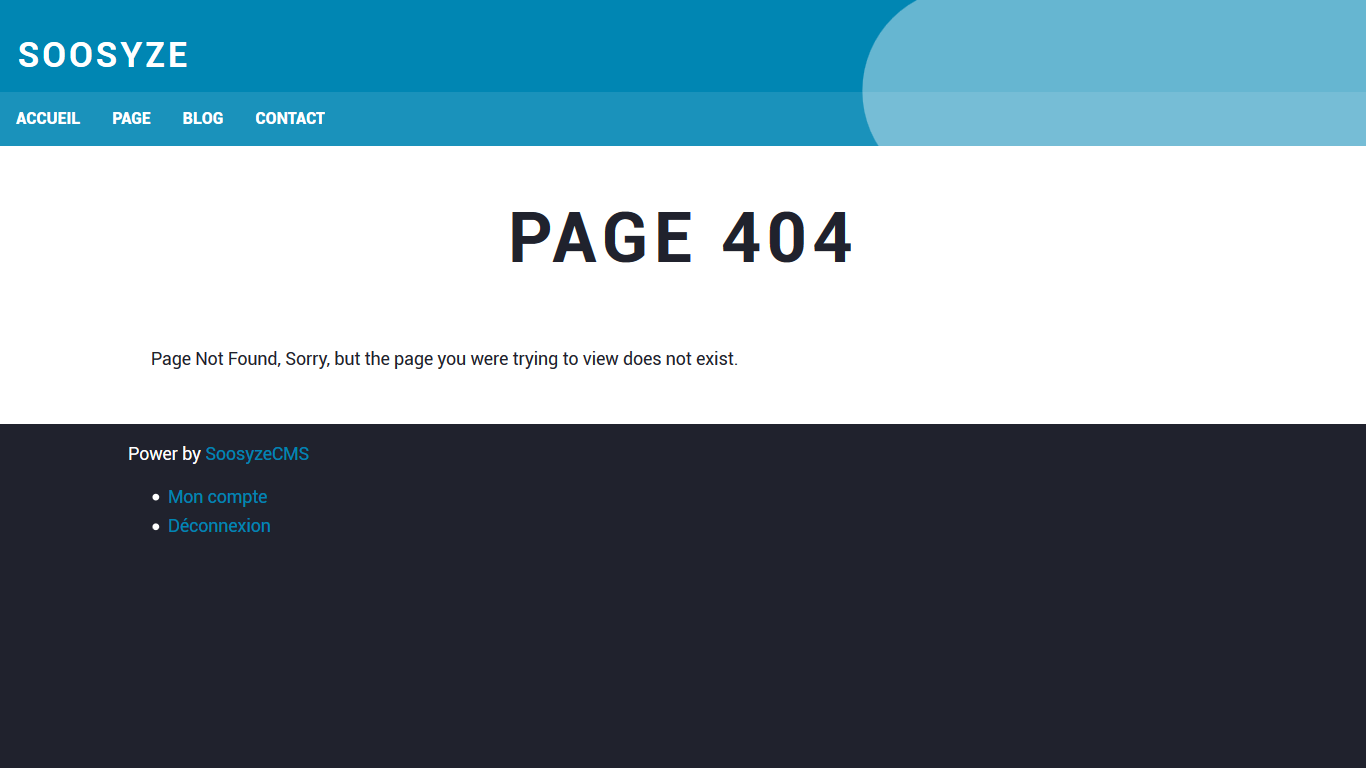 SOOSYZE
ACCUEIL PAGE BLOG CONTACT
PAGE 404
Page Not Found, Sorry, but the page you were trying to view does not exist.
Power by SoosyzeCMS
Mon compte
Déconnexion